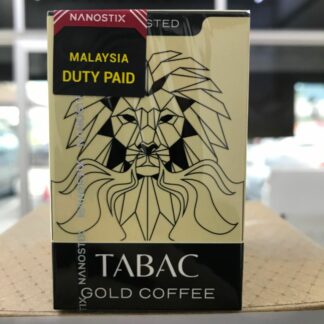 NANOSTIX
STED
MALAYSIA
DUTY PAID
TABAC
GOLD COFFEE
NANOSTIX